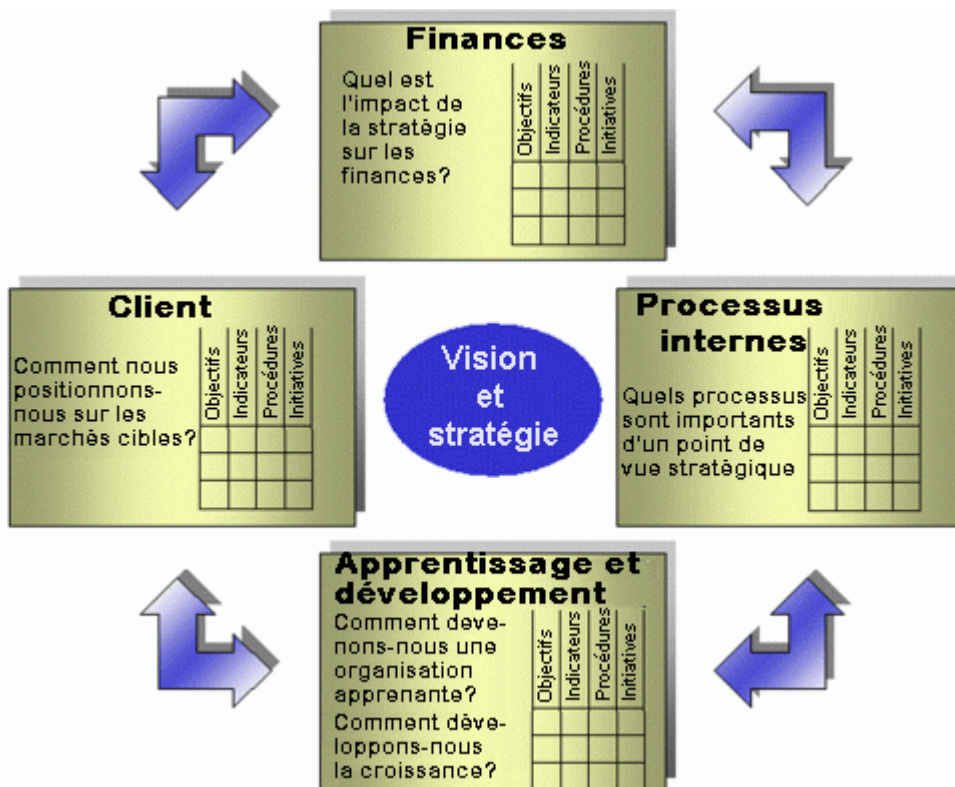 Finances
Quel est
l'impact de
la stratégie
sur les
finances?
Objectifs
Indicateurs
Procédures
Initiatives
Client
Comment nous
positionnons-
nous sur les
marchés cibles?
Objectifs
Indicateurs
Procédures
Initiatives
Vision
et
stratégie
Processus
internes
Quels processus
sont importants
d'un point de
vue stratégique
Objectifs
Indicateurs
Procédures
Initiatives
Apprentissage et
développement
Comment deve-
nons-nous une
organisation
apprenante?
Comment déve-
loppons-nous
la croissance?
Objectifs
Indicateurs
Procédures
Initiatives